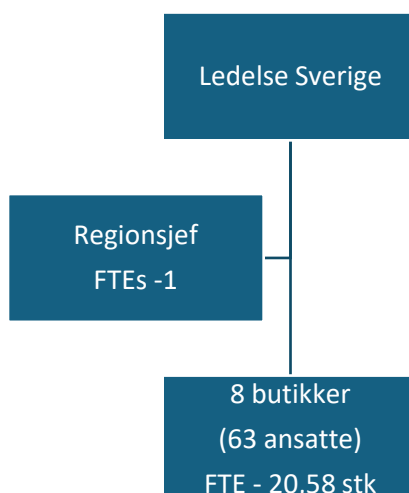 Ledelse Sverige
Regionsjef
FTEs -1
8 butikker
(63 ansatte)
FTE - 20,58 stk